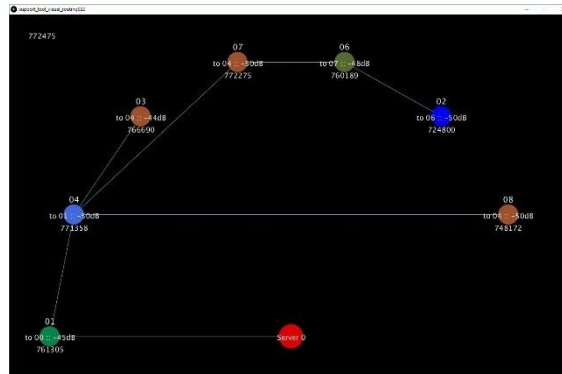 support_tool_visual_routing022
772475
07
to 04 :: -50dB
772275
06
to 07 :: -48dB
760189
03
to 04 :: -44dB
766690
02
to 06 :: -50dB
724800
04
to 01 :: -50dB
771358
08
to 04 :: -50dB
748172
01
to 00 :: -45dB
761305
Server 0